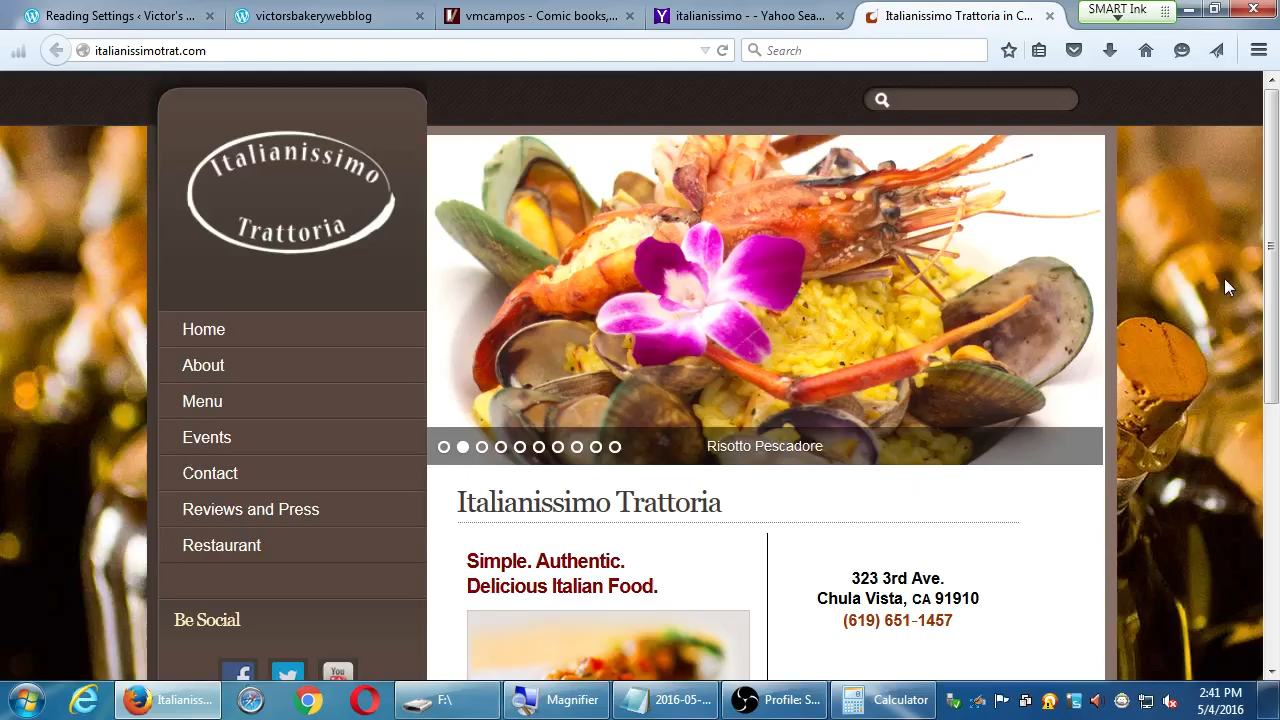 Reading Settings ‹ Victor's ...
victorsbakerywebblog
vmcampos - Comic books,...
italianissimo - - Yahoo Sea...
Italianissimo Trattoria in C...
SMART Ink
italianissimotrat.com
Search
Italianissimo
Trattoria
Home
About
Menu
Events
Contact
Reviews and Press
Restaurant
Be Social
You
Risotto Pescadore
Italianissimo Trattoria
Simple. Authentic.
Delicious Italian Food.
323 3rd Ave.
Chula Vista, CA 91910
(619) 651-1457
Italianiss...
F:\
Magnifier
2016-05-...
Profile: S...
Calculator
2:41 PM
5/4/2016